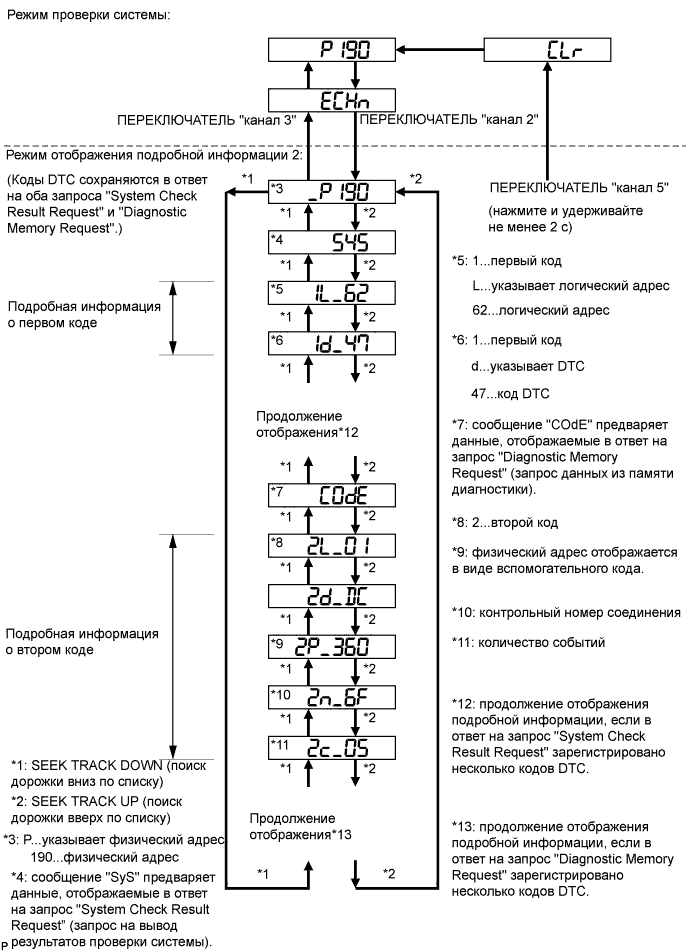 Режим проверки системы:
P190
CLr
ECHn
ПЕРЕКЛЮЧАТЕЛЬ "канал 3"
ПЕРЕКЛЮЧАТЕЛЬ "канал 2"
Режим отображения подробной информации 2:
(Коды DTC сохраняются в ответ
на оба запроса "System Check
Result Request" и "Diagnostic
Memory Request".)
*1
*3 _P190
*2
ПЕРЕКЛЮЧАТЕЛЬ "канал 5"
(нажмите и удерживайте
не менее 2 с)
*1
*2
*4 SYS
*1
*2
Подробная информация
о первом коде
*5 1L_62
*1
*2
*6 1d_47
*1
*2
*5: 1...первый код
L...указывает логический адрес
62...логический адрес
*6: 1...первый код
d...указывает DTC
47...код DTC
Продолжение
отображения*12
*1
*2
*7 COdE
*1
*2
*7: сообщение "COdE" предваряет
данные, отображаемые в ответ на
запрос "Diagnostic Memory
Request" (запрос данных из памяти
диагностики).
Подробная информация
о втором коде
*8 2L_01
*1
*2
2d_DC
*1
*2
*9 2P_360
*1
*2
*10 2n_6F
*1
*2
*11 2c_05
*1
*2
*8: 2...второй код
*9: физический адрес отображается
в виде вспомогательного кода.
*10: контрольный номер соединения
*11: количество событий
*12: продолжение отображения
подробной информации, если в
ответ на запрос "System Check
Result Request" зарегистрировано
несколько кодов DTC.
*1: SEEK TRACK DOWN (поиск
дорожки вниз по списку)
*2: SEEK TRACK UP (поиск
дорожки вверх по списку)
*3: P...указывает физический адрес
190...физический адрес
*4: сообщение "SyS" предваряет
данные, отображаемые в ответ
на запрос "System Check Result
Request" (запрос на вывод
результатов проверки системы).
Продолжение
отображения*13
*1
*2
*13: продолжение отображения
подробной информации, если в
ответ на запрос "Diagnostic Memory
Request" зарегистрировано
несколько кодов DTC.
P